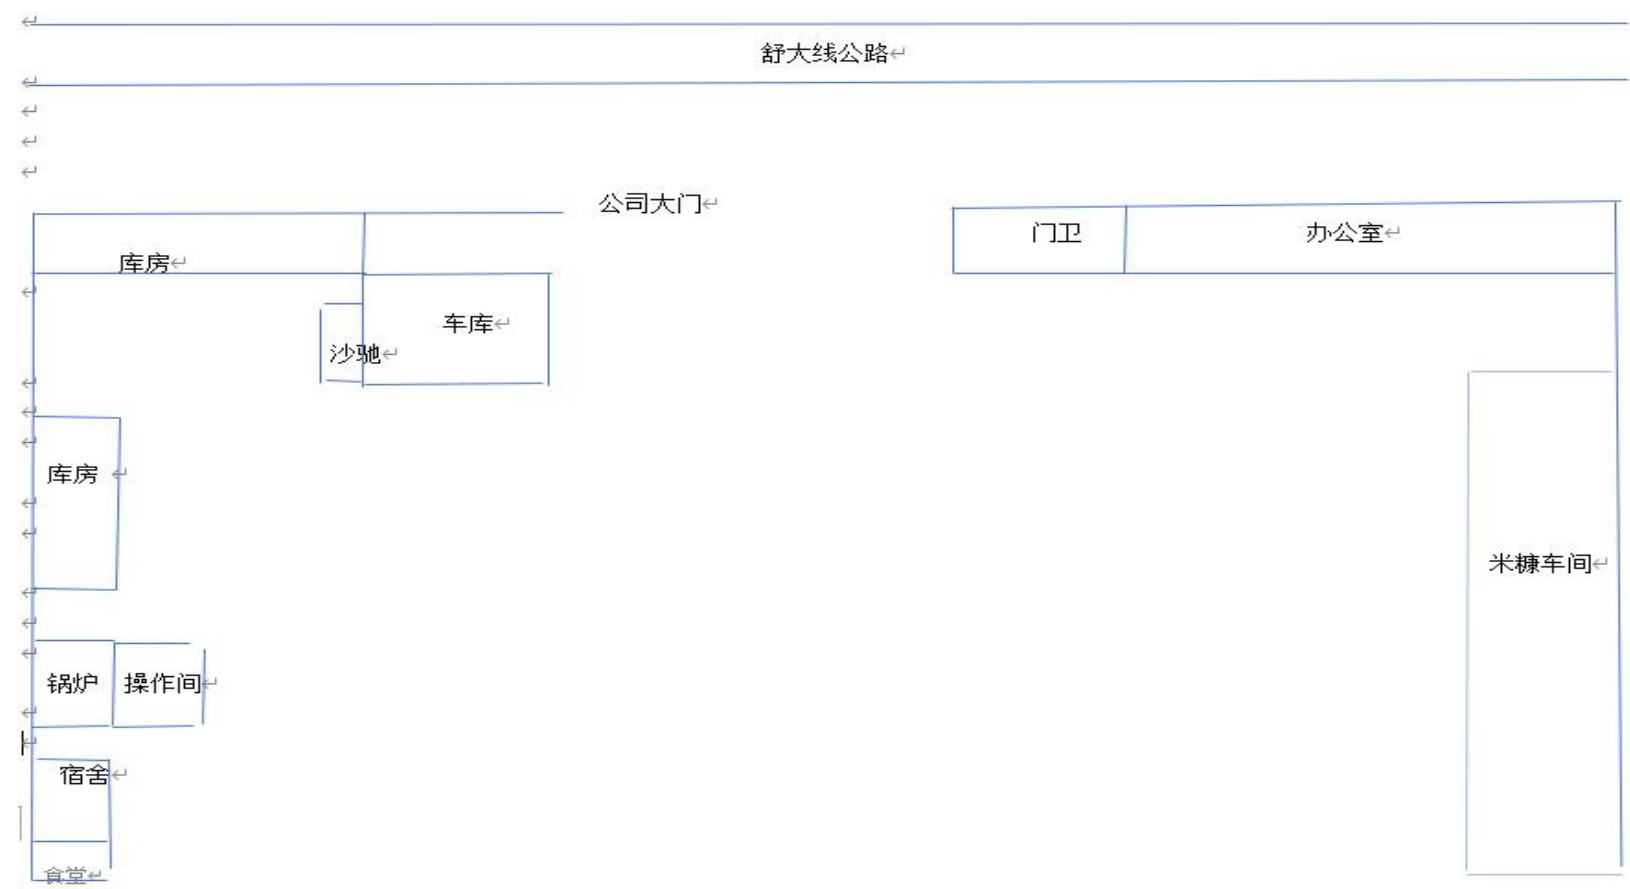 舒大线公路
公司大门
门卫 办公室
库房
车库
沙驰
库房
米糠车间
锅炉 操作间
宿舍
食堂